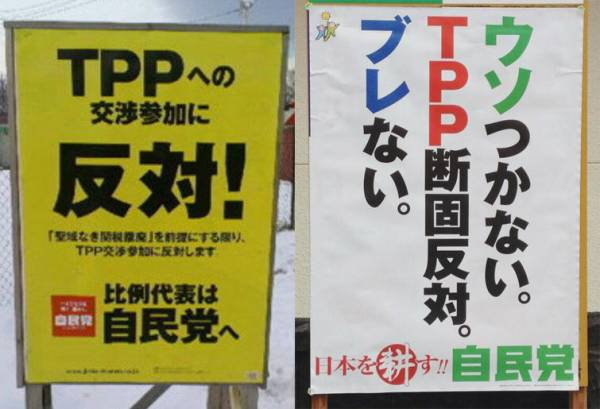 TPPへの
交渉参加に
反対!
「聖域なき関税撤廃」を前提にする限り、
TPP交渉参加に反対します
自民党
比例代表は
自民党へ
ウソつかない。
TPP断固反対。
ブレない。
日本を耕す!!
自民党